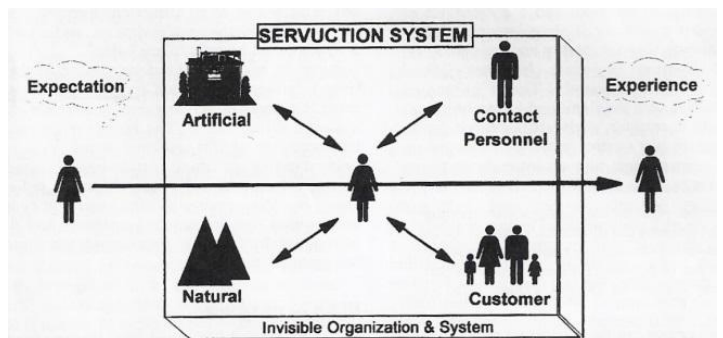 SERVUCTION SYSTEM
Expectation
Experience
Artificial
Contact
Personnel
Natural
Customer
Invisible Organization & System